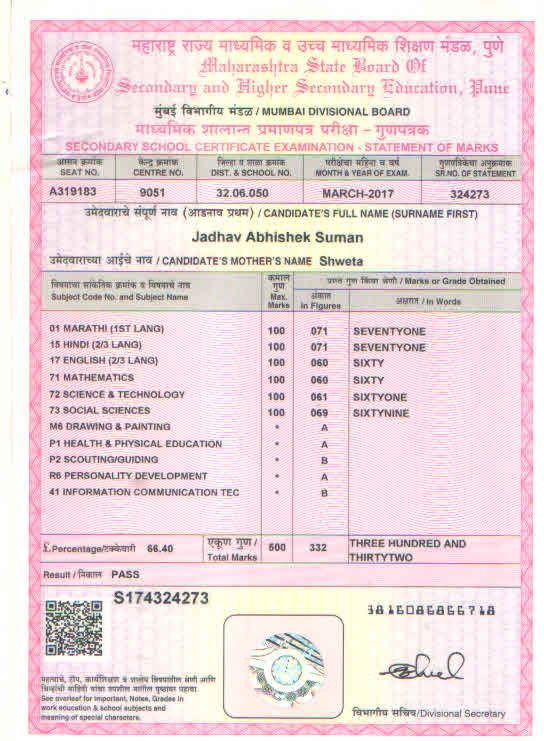 महाराष्ट्र राज्य माध्यमिक व उच्च माध्यमिक शिक्षण मंडळ, पुणे
Maharashtra State Board Of
Secondary and Higher Secondary Education, Pune
मुंबई विभागीय मंडळ / MUMBAI DIVISIONAL BOARD
माध्यमिक शालान्त प्रमाणपत्र परीक्षा – गुणपत्रक
SECONDARY SCHOOL CERTIFICATE EXAMINATION - STATEMENT OF MARKS
आसन क्रमांक केन्द्र क्रमांक जिल्हा व शाळा क्रमांक परीक्षेचा महिना व वर्ष गुणपत्रिकेचा अनुक्रमांक
SEAT NO. CENTRE NO. DIST. & SCHOOL NO. MONTH & YEAR OF EXAM. SR.NO. OF STATEMENT
A319183 9051 32.06.050 MARCH-2017 324273
उमेदवाराचे संपूर्ण नाव (आडनाव प्रथम) / CANDIDATE'S FULL NAME (SURNAME FIRST)
Jadhav Abhishek Suman
उमेदवाराच्या आईचे नाव / CANDIDATE'S MOTHER'S NAME Shweta
विषयाचा सांकेतिक क्रमांक व विषयाचे नाव
Subject Code No. and Subject Name
कमाल
गुण
Max.
Marks
प्राप्त गुण किंवा श्रेणी / Marks or Grade Obtained
अंकात
In Figures
अक्षरात / In Words
01 MARATHI (1ST LANG) 100 071 SEVENTYONE
15 HINDI (2/3 LANG) 100 071 SEVENTYONE
17 ENGLISH (2/3 LANG) 100 060 SIXTY
71 MATHEMATICS 100 060 SIXTY
72 SCIENCE & TECHNOLOGY 100 061 SIXTYONE
73 SOCIAL SCIENCES 100 069 SIXTYNINE
M6 DRAWING & PAINTING * A
P1 HEALTH & PHYSICAL EDUCATION * A
P2 SCOUTING/GUIDING * B
R6 PERSONALITY DEVELOPMENT * A
41 INFORMATION COMMUNICATION TEC * B
£.Percentage/टक्केवारी 66.40 एकूण गुण / Total Marks 500 332 THREE HUNDRED AND
THIRTYTWO
Result / निकाल PASS
S174324273
3816086866718
महत्वाचे, टीप, कार्यशिक्षण व शालेय विषयातील श्रेणी आणि
See overleaf for important, Notes, Grades in
work education & school subjects and
meaning of special characters.
विभागीय सचिव/Divisional Secretary